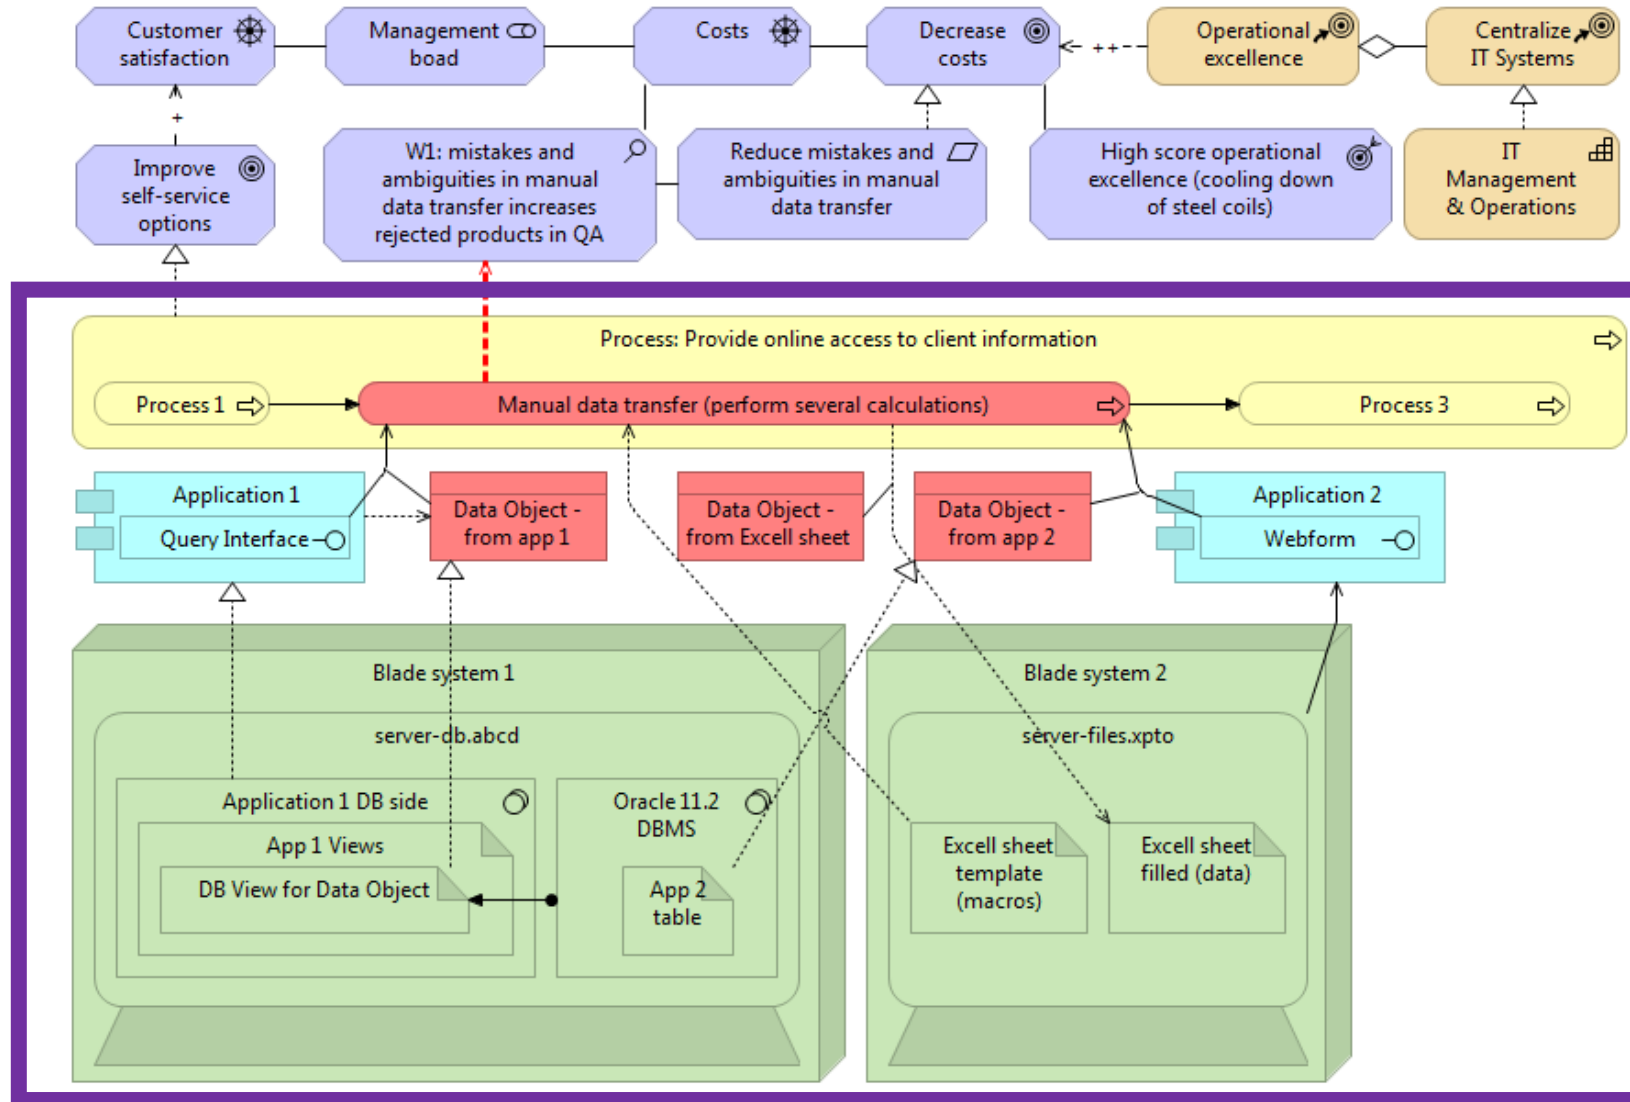 Customer
satisfaction
Management
boad
Costs
Decrease
costs
++
Operational
excellence
Centralize
IT Systems
+
Improve
self-service
options
W1: mistakes and
ambiguities in manual
data transfer increases
rejected products in QA
Reduce mistakes and
ambiguities in manual
data transfer
High score operational
excellence (cooling down
of steel coils)
IT
Management
& Operations
Process: Provide online access to client information
Process 1
Manual data transfer (perform several calculations)
Process 3
Application 1
Query Interface
Data Object -
from app 1
Data Object -
from Excell sheet
Data Object -
from app 2
Application 2
Webform
Blade system 1
server-db.abcd
Application 1 DB side
App 1 Views
DB View for Data Object
Oracle 11.2
DBMS
App 2
table
Blade system 2
server-files.xpto
Excell sheet
template
(macros)
Excell sheet
filled (data)